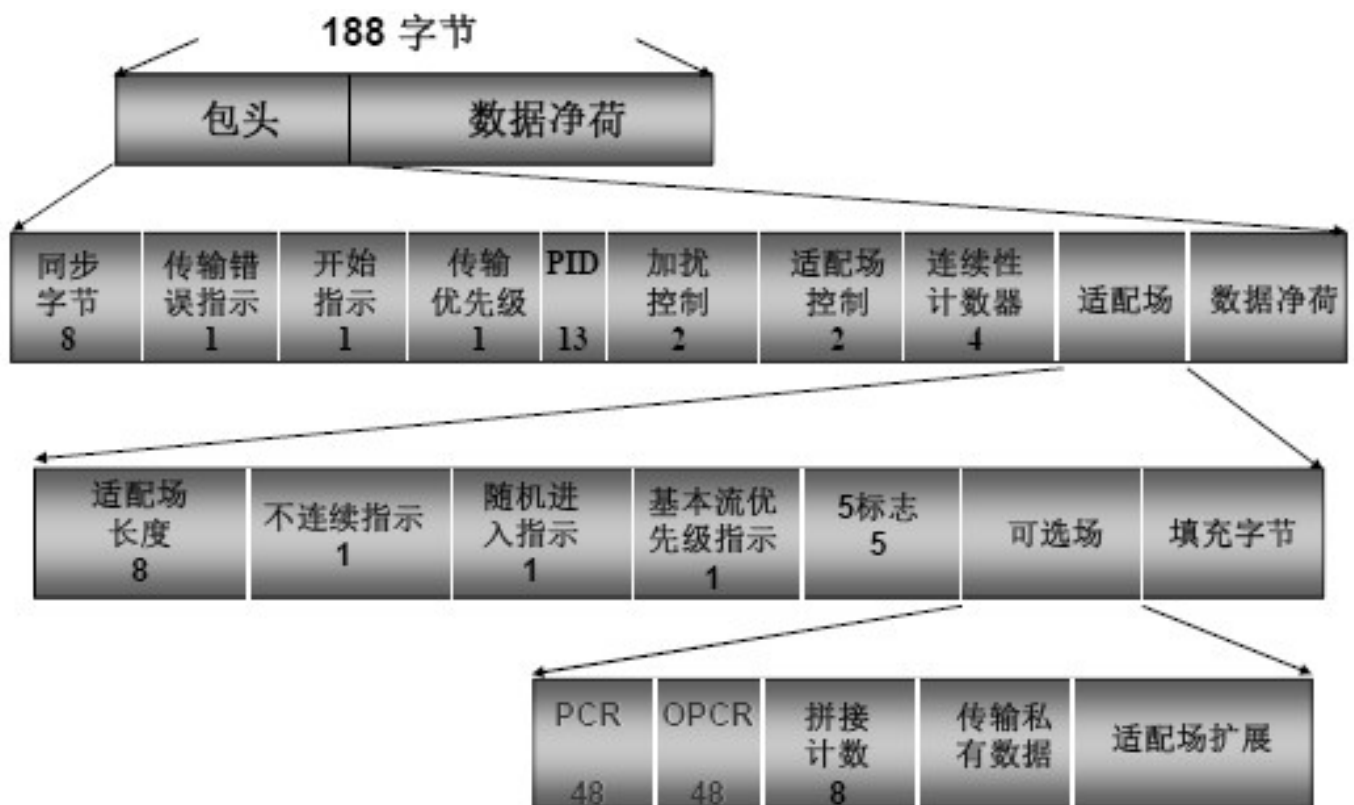 188 字节
包头
数据净荷
同步
字节
8
传输错
误指示
1
开始
指示
1
传输
优先级
1
PID
13
加扰
控制
2
适配场
控制
2
连续性
计数器
4
适配场
数据净荷
适配场
长度
8
不连续指示
1
随机进
入指示
1
基本流优
先级指示
1
5标志
5
可选场
填充字节
PCR
48
OPCR
48
拼接
计数
8
传输私
有数据
适配场扩展